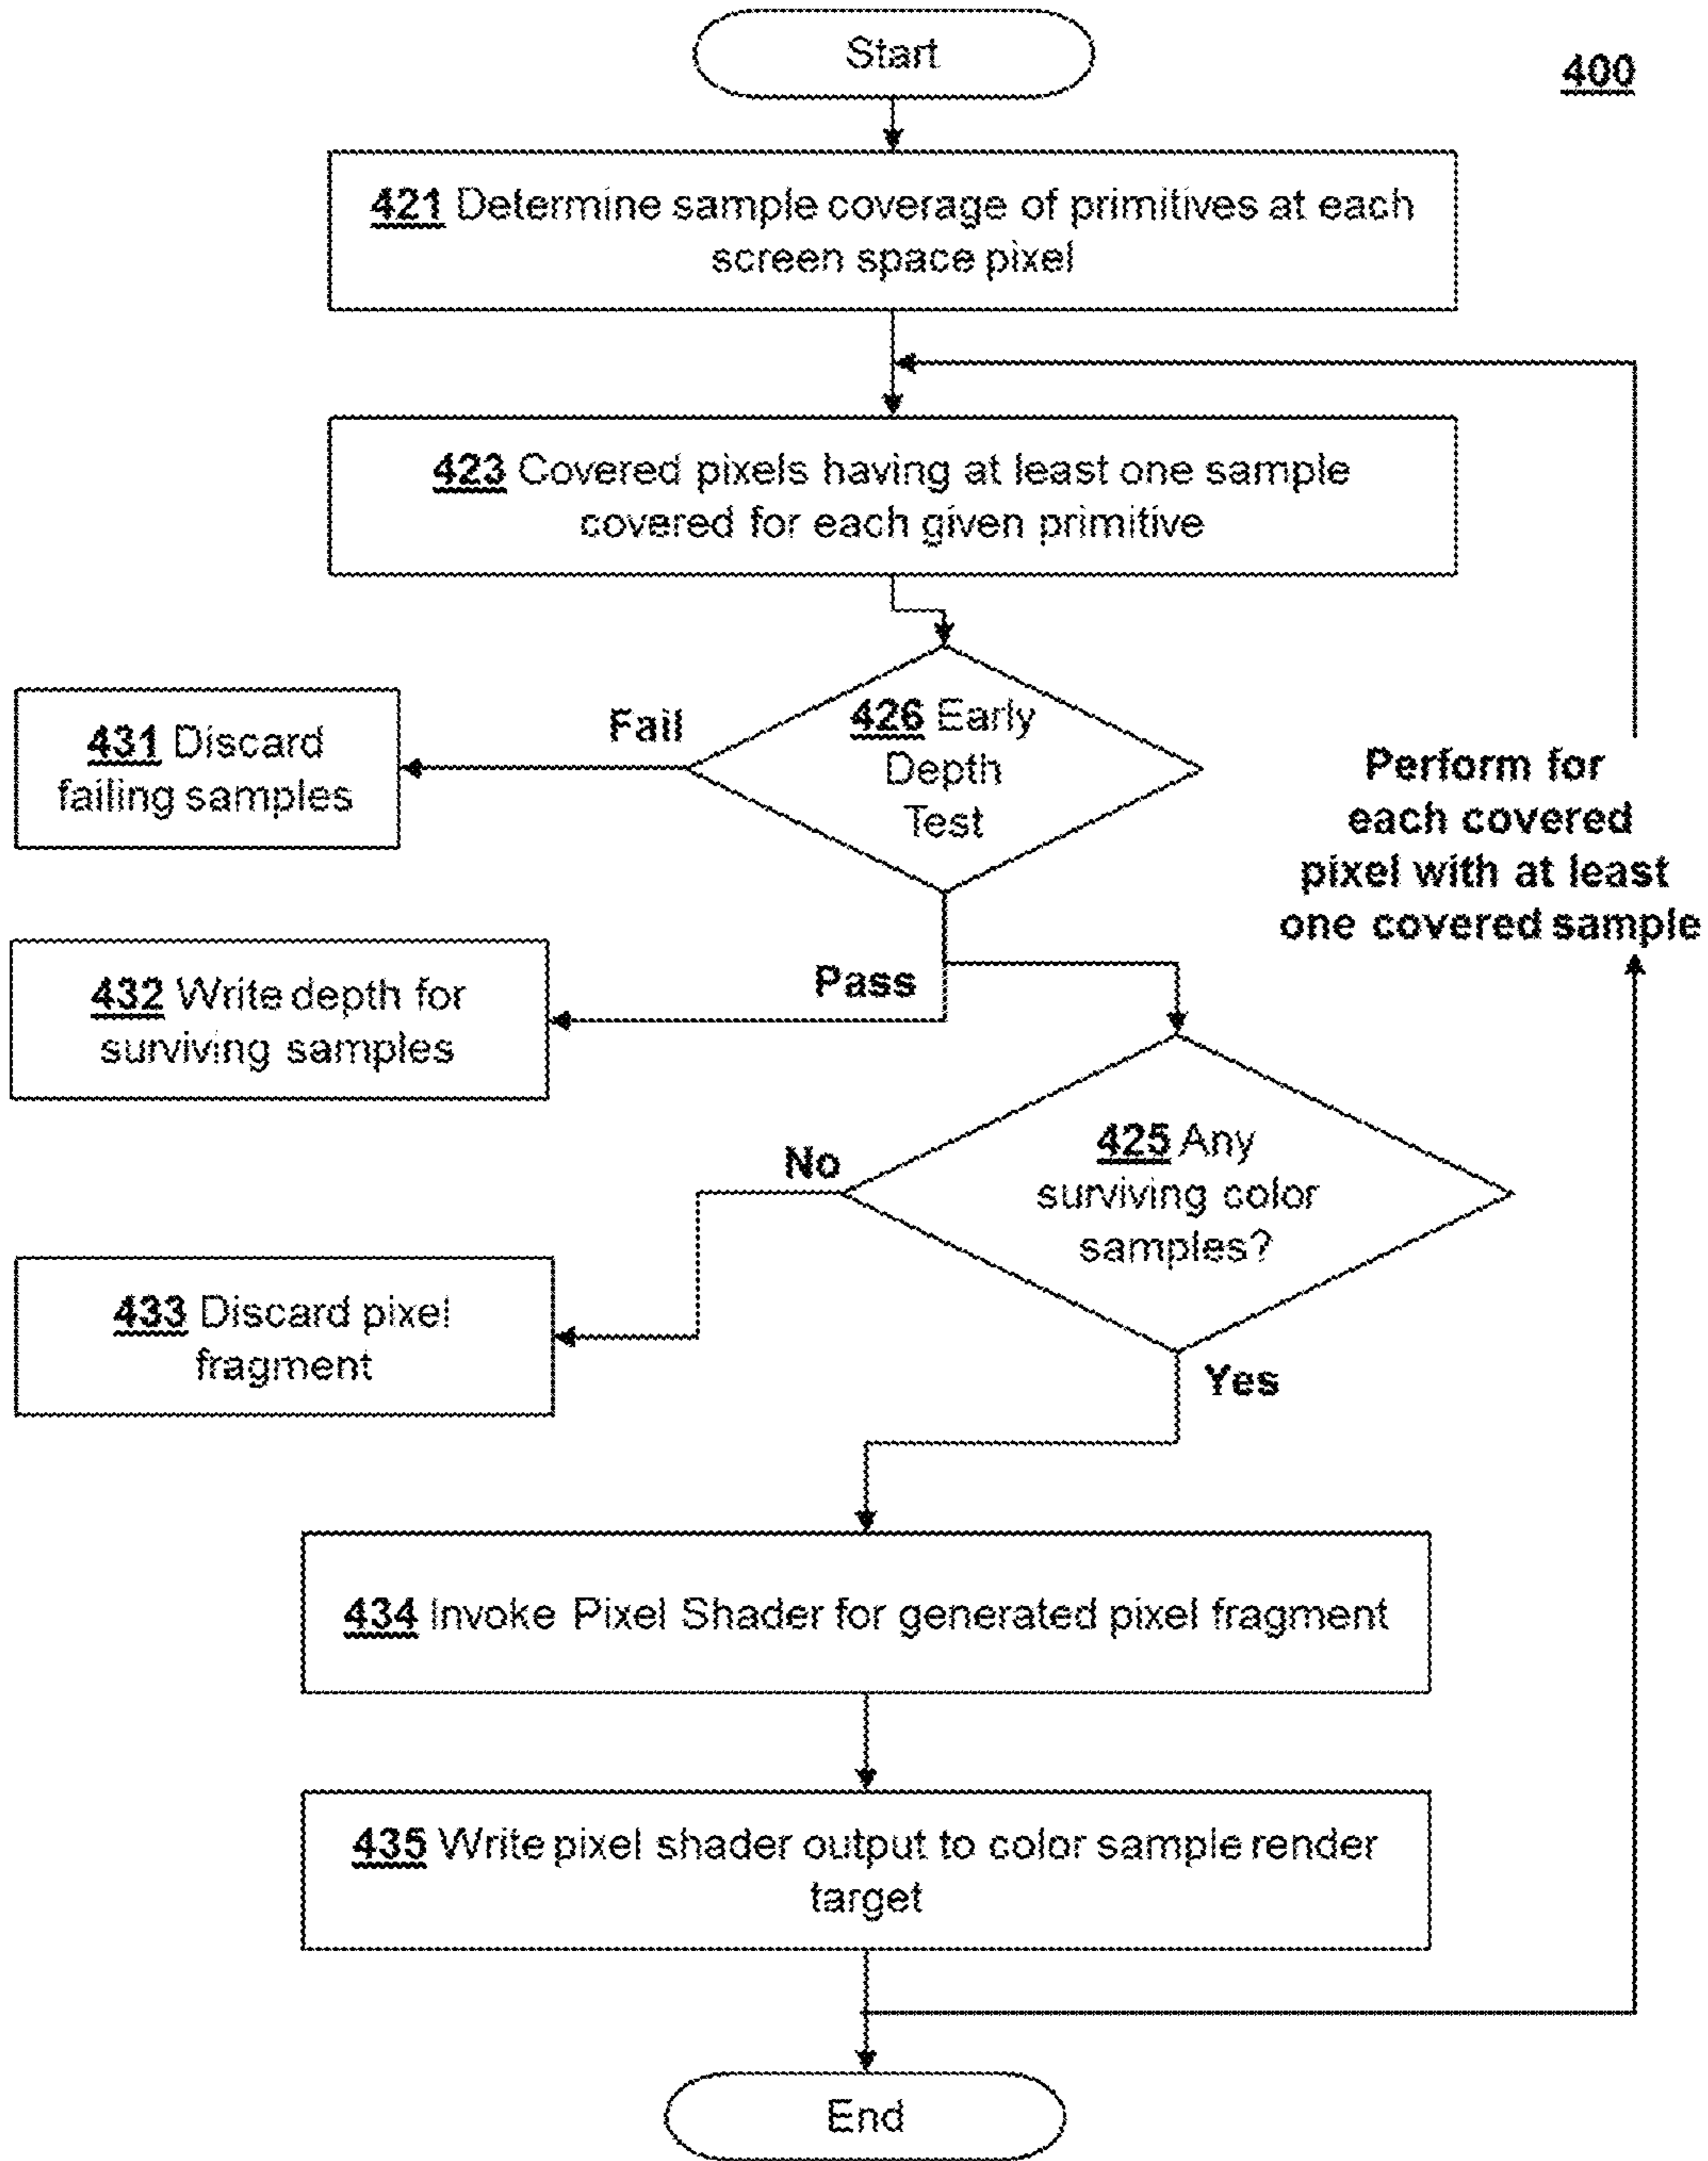 Start
400
421 Determine sample coverage of primitives at each
screen space pixel
423 Covered pixels having at least one sample
covered for each given primitive
426 Early
Depth
Test
Fail
431 Discard
failing samples
Perform for
each covered
pixel with at least
one covered sample
Pass
432 Write depth for
surviving samples
425 Any
surviving color
samples?
No
433 Discard pixel
fragment
Yes
434 Invoke Pixel Shader for generated pixel fragment
435 Write pixel shader output to color sample render
target
End